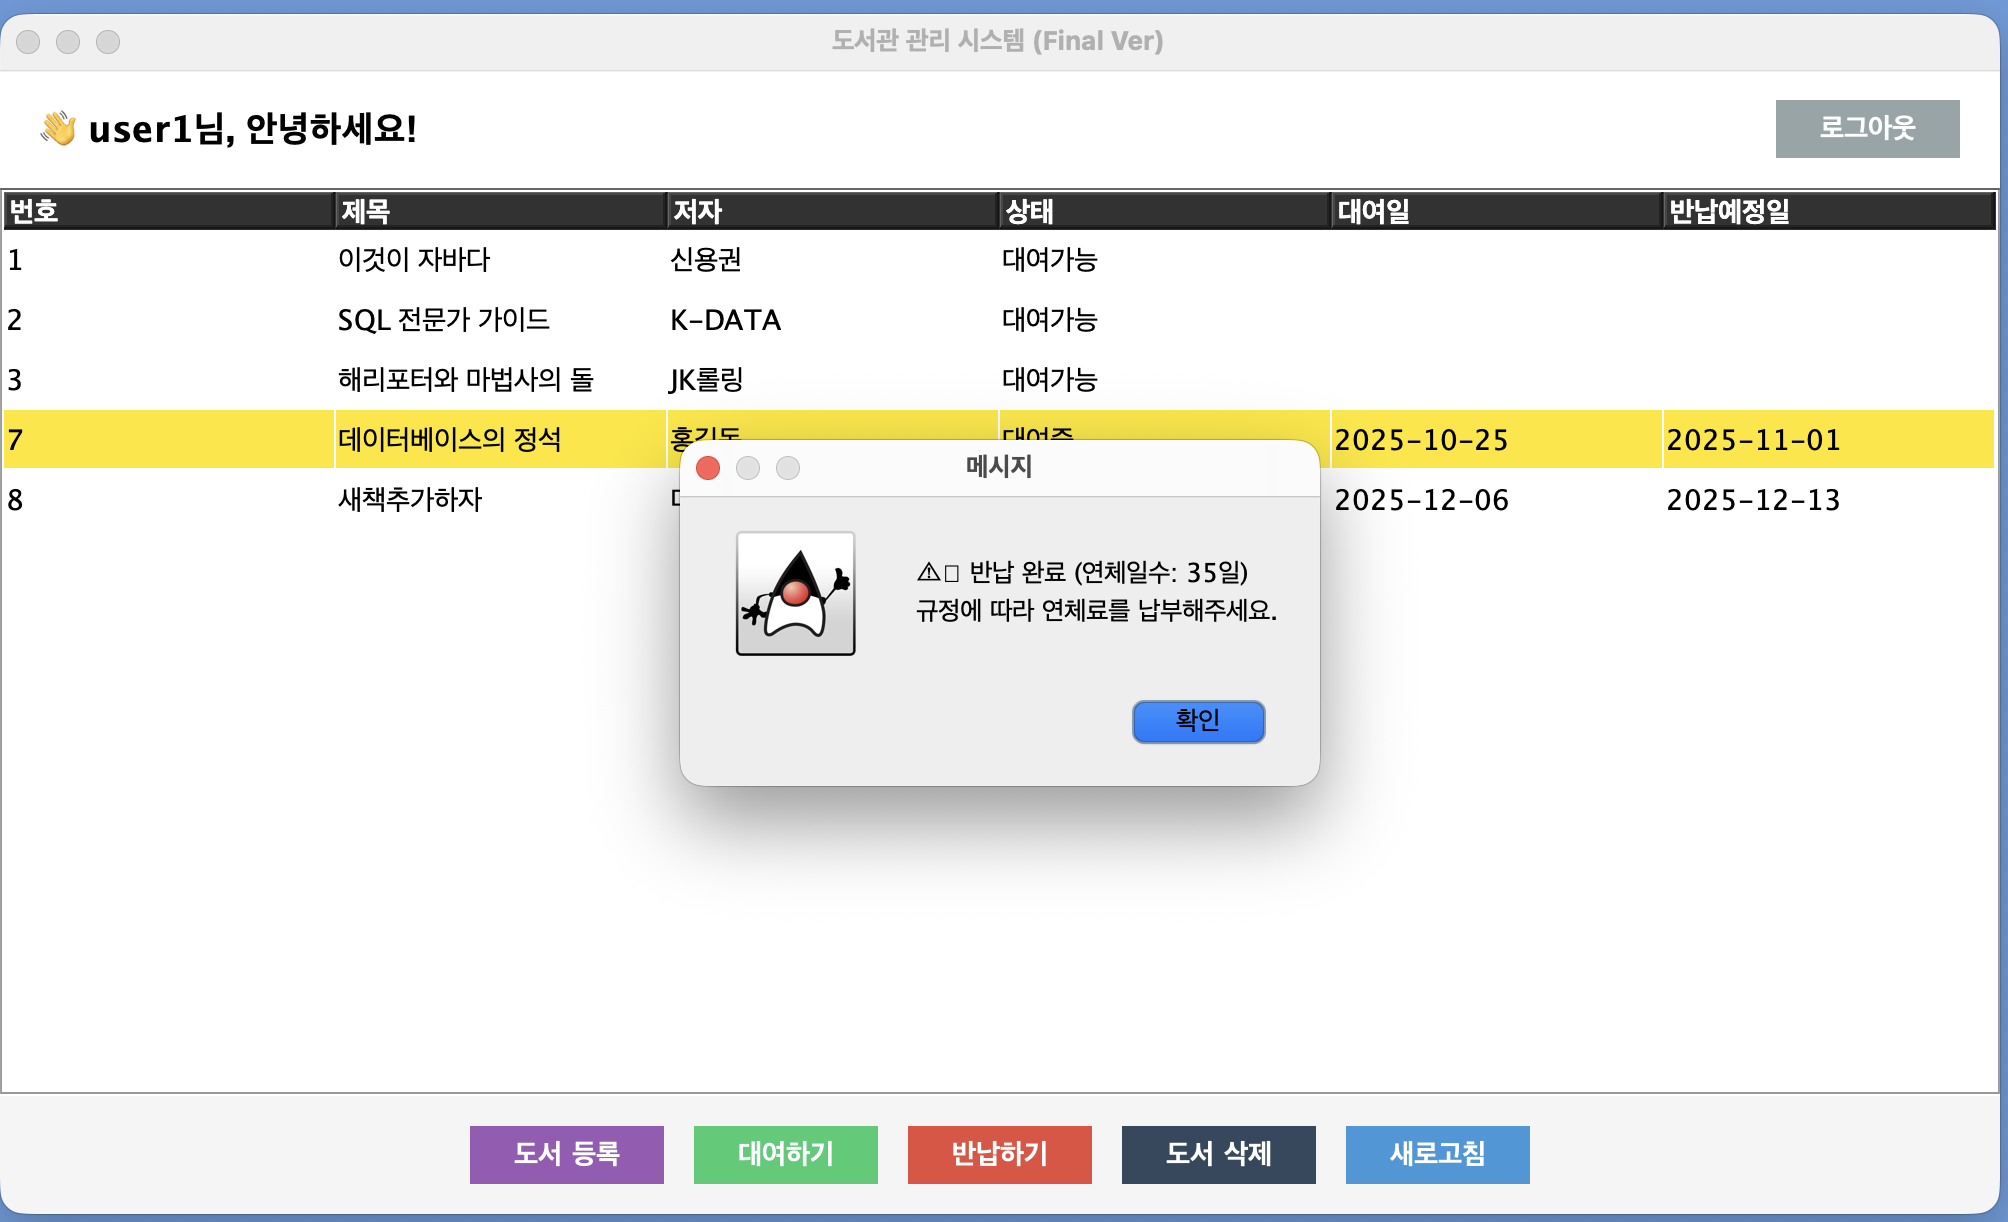 도서관 관리 시스템 (Final Ver)
👋 user1님, 안녕하세요!
로그아웃
번호 제목 저자 상태 대여일 반납예정일
1 이것이 자바다 신용권 대여가능
2 SQL 전문가 가이드 K-DATA 대여가능
3 해리포터와 마법사의 돌 JK롤링 대여가능
7 데이터베이스의 정석 홍길동 대여중 2025-10-25 2025-11-01
8 새책추가하자 2025-12-06 2025-12-13
메시지
⚠ 반납 완료 (연체일수: 35일)
규정에 따라 연체료를 납부해주세요.
확인
도서 등록 대여하기 반납하기 도서 삭제 새로고침